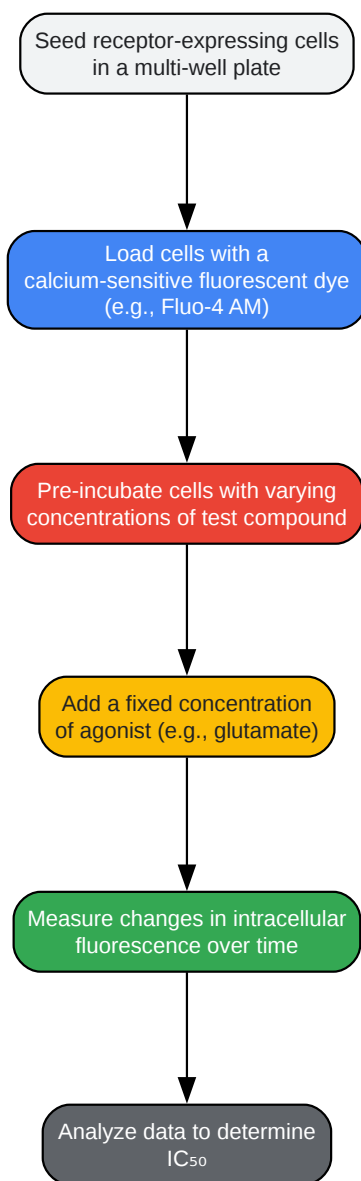 Seed receptor-expressing cells
in a multi-well plate
Load cells with a
calcium-sensitive fluorescent dye
(e.g., Fluo-4 AM)
Pre-incubate cells with varying
concentrations of test compound
Add a fixed concentration
of agonist (e.g., glutamate)
Measure changes in intracellular
fluorescence over time
Analyze data to determine
IC₅₀